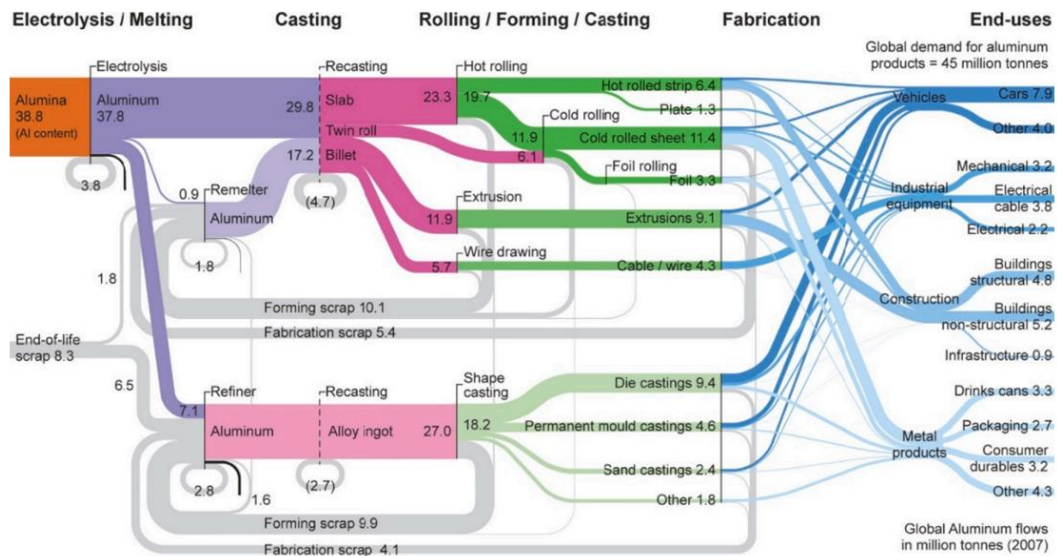 Electrolysis / Melting
Casting
Rolling / Forming / Casting
Fabrication
End-uses
Global demand for aluminum
products = 45 million tonnes
Electrolysis
Recasting
Hot rolling
Alumina
38.8
(Al content)
Aluminum
37.8
29.8
Slab
23.3
19.7
Hot rolled strip 6.4
Plate 1.3
Vehicles
Cars 7.9
Other 4.0
Twin roll
Cold rolling
11.9
Cold rolled sheet 11.4
17.2
Billet
6.1
Foil rolling
Foil 3.3
Mechanical 3.2
3.8
0.9
Remelter
Aluminum
(4.7)
Extrusion
11.9
Extrusions 9.1
Industrial
equipment
Electrical
cable 3.8
Electrical 2.2
1.8
1.8
Wire drawing
5.7
Cable / wire 4.3
Buildings
structural 4.8
Forming scrap 10.1
Construction
Buildings
non-structural 5.2
Fabrication scrap 5.4
End-of-life
scrap 8.3
Infrastructure 0.9
6.5
Refiner
Recasting
Shape
casting
Die castings 9.4
Drinks cans 3.3
7.1
Aluminum
Alloy ingot
27.0
18.2
Permanent mould castings 4.6
Metal
products
Packaging 2.7
Consumer
durables 3.2
2.8
(2.7)
Sand castings 2.4
1.6
Other 1.8
Other 4.3
Forming scrap 9.9
Fabrication scrap 4.1
Global Aluminum flows
in million tonnes (2007)